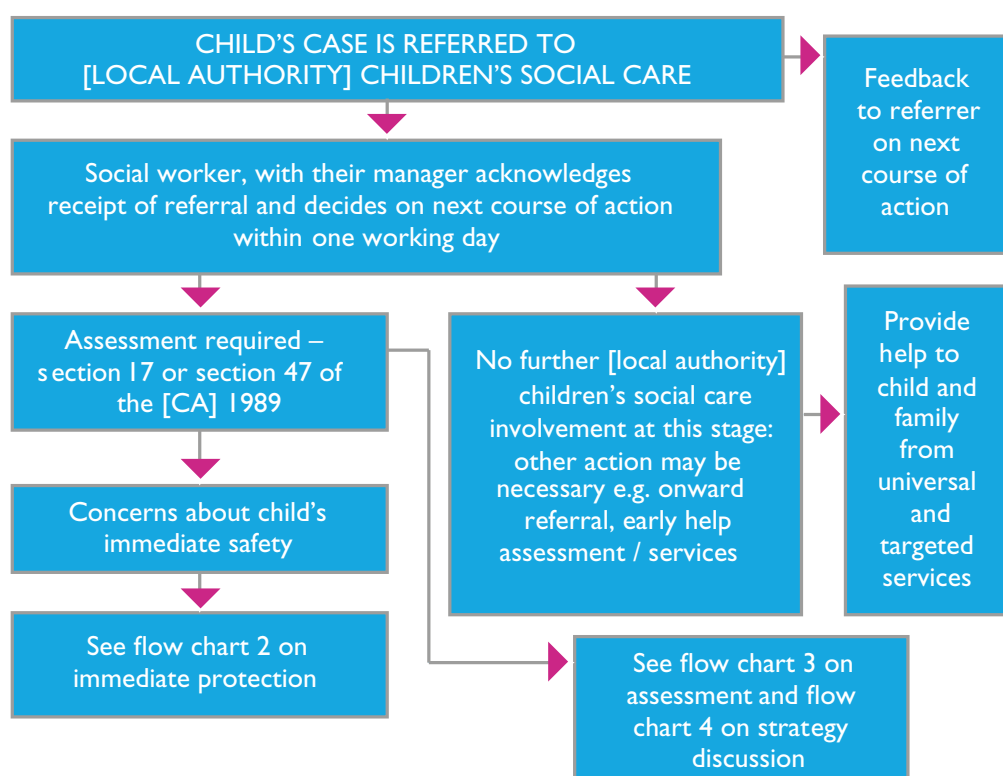 CHILD'S CASE IS REFERRED TO
[LOCAL AUTHORITY] CHILDREN'S SOCIAL CARE
Feedback
to referrer
on next
course of
action
Social worker, with their manager acknowledges
receipt of referral and decides on next course of action
within one working day
Assessment required –
section 17 or section 47 of
the [CA] 1989
No further [local authority]
children's social care
involvement at this stage:
other action may be
necessary e.g. onward
referral, early help
assessment / services
Provide
help to
child and
family
from
universal
and
targeted
services
Concerns about child's
immediate safety
See flow chart 2 on
immediate protection
See flow chart 3 on
assessment and flow
chart 4 on strategy
discussion